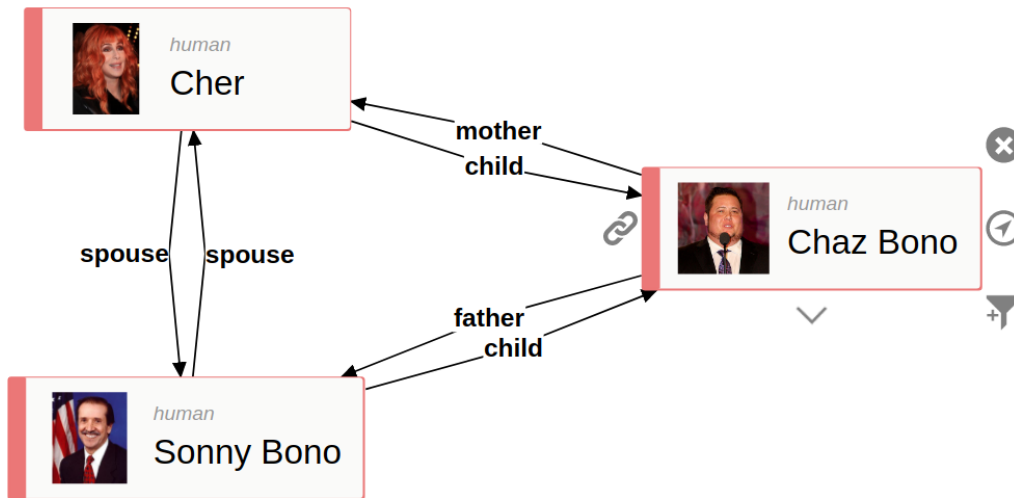 human
Cher
mother
child
human
Chaz Bono
spouse
spouse
father
child
human
Sonny Bono